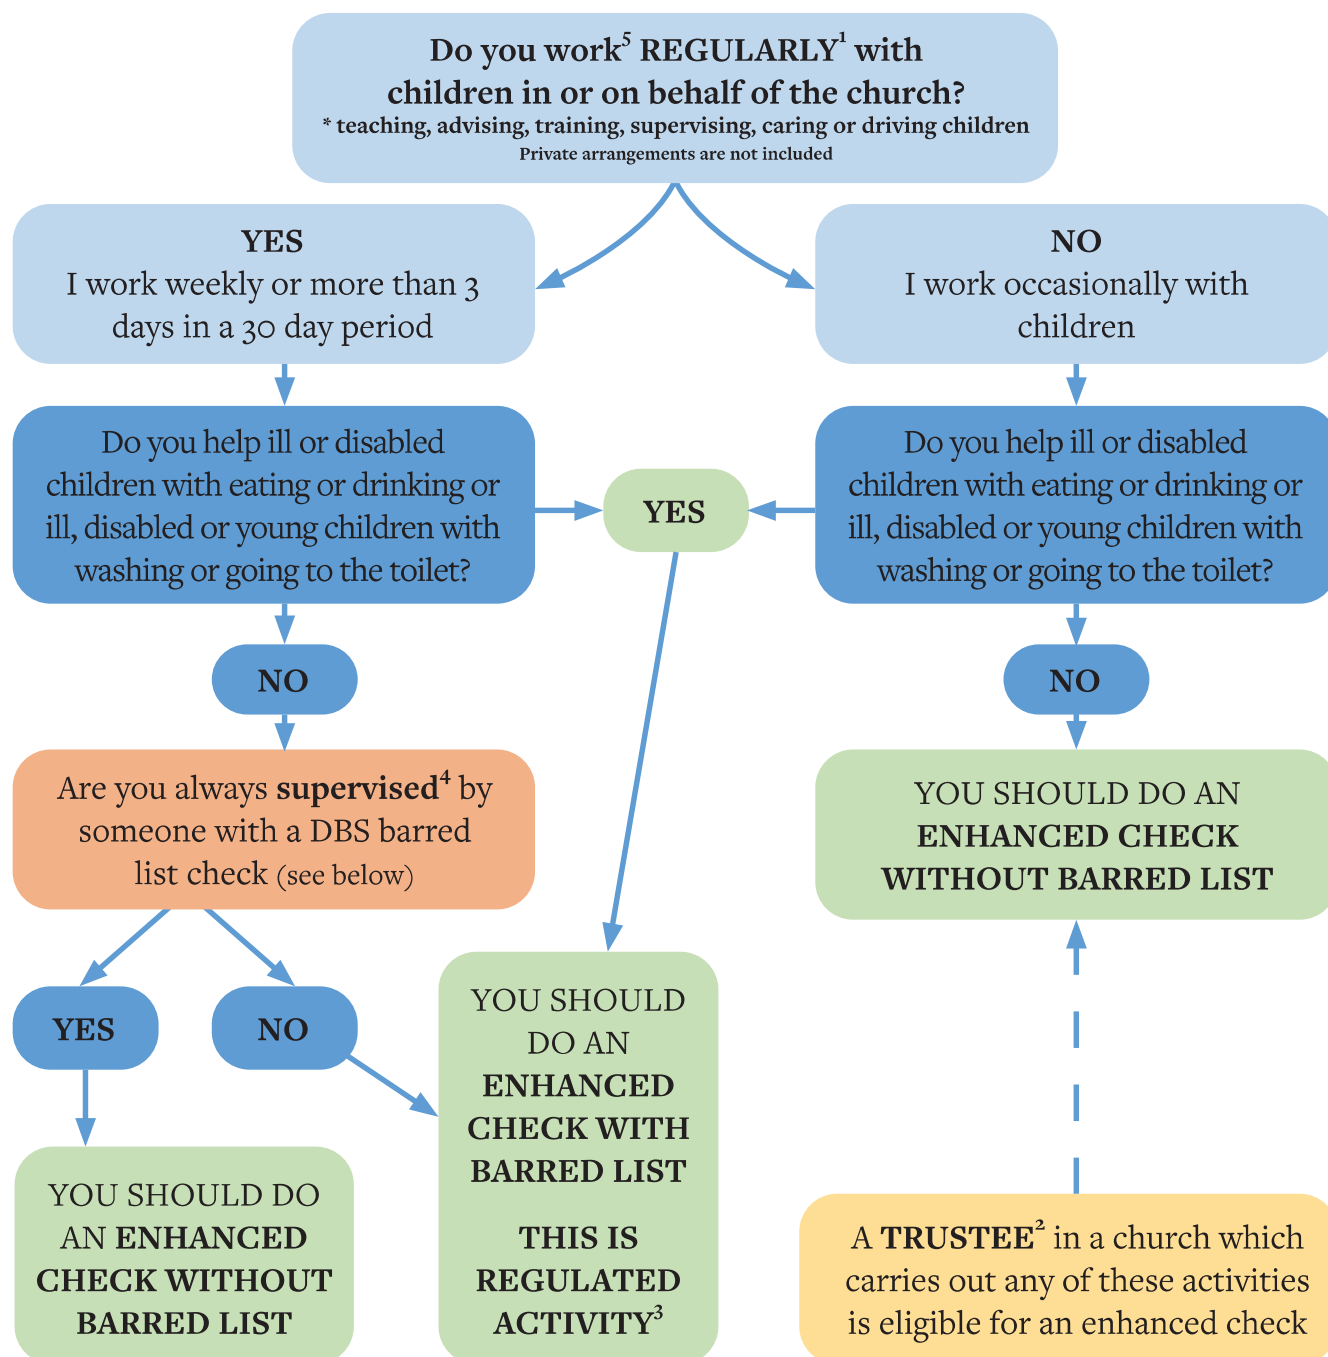 Do you work⁵ REGULARLY¹ with
children in or on behalf of the church?
* teaching, advising, training, supervising, caring or driving children
Private arrangements are not included
YES
I work weekly or more than 3
days in a 30 day period
NO
I work occasionally with
children
Do you help ill or disabled
children with eating or drinking or
ill, disabled or young children with
washing or going to the toilet?
YES
Do you help ill or disabled
children with eating or drinking or
ill, disabled or young children with
washing or going to the toilet?
NO
NO
Are you always supervised⁴ by
someone with a DBS barred
list check (see below)
YOU SHOULD DO AN
ENHANCED CHECK
WITHOUT BARRED LIST
YES
NO
YOU SHOULD
DO AN
ENHANCED
CHECK WITH
BARRED LIST
THIS IS
REGULATED
ACTIVITY³
YOU SHOULD DO
AN ENHANCED
CHECK WITHOUT
BARRED LIST
A TRUSTEE² in a church which
carries out any of these activities
is eligible for an enhanced check